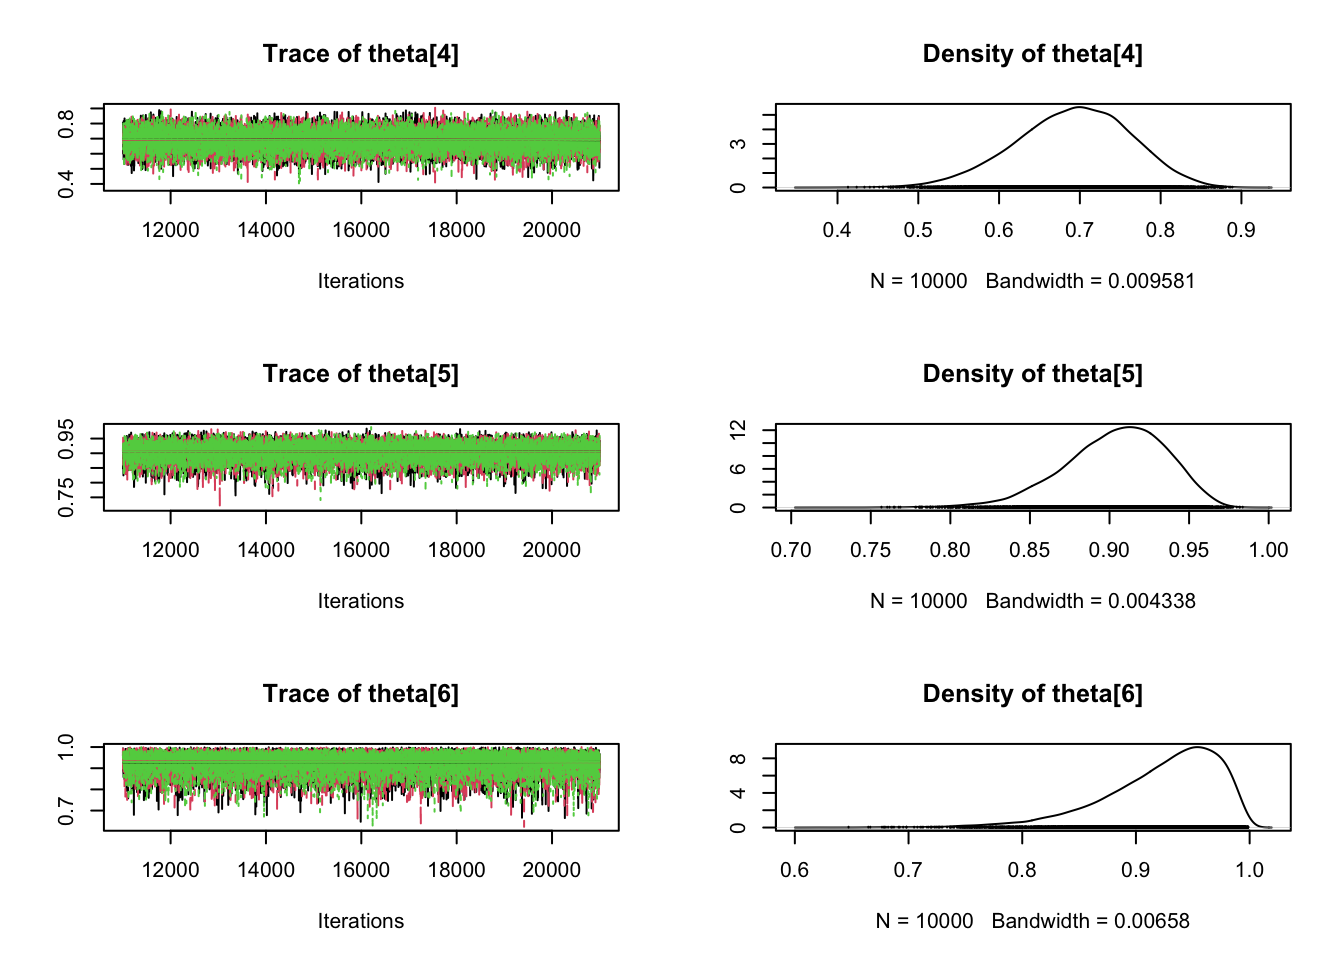 Trace of theta[4]
0.4 0.8
12000 14000 16000 18000 20000
Iterations
Density of theta[4]
0 3
0.4 0.5 0.6 0.7 0.8 0.9
N = 10000 Bandwidth = 0.009581
Trace of theta[5]
0.75 0.95
12000 14000 16000 18000 20000
Iterations
Density of theta[5]
0 6 12
0.70 0.75 0.80 0.85 0.90 0.95 1.00
N = 10000 Bandwidth = 0.004338
Trace of theta[6]
0.7 1.0
12000 14000 16000 18000 20000
Iterations
Density of theta[6]
0 4 8
0.6 0.7 0.8 0.9 1.0
N = 10000 Bandwidth = 0.00658